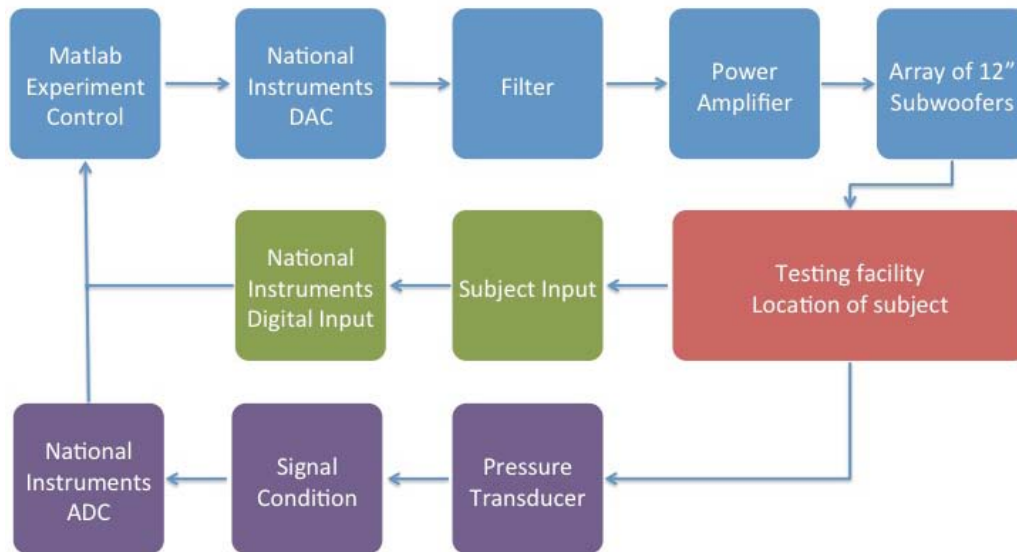 Matlab
Experiment
Control
National
Instruments
DAC
Filter
Power
Amplifier
Array of 12”
Subwoofers
National
Instruments
Digital Input
Subject Input
Testing facility
Location of subject
National
Instruments
ADC
Signal
Condition
Pressure
Transducer